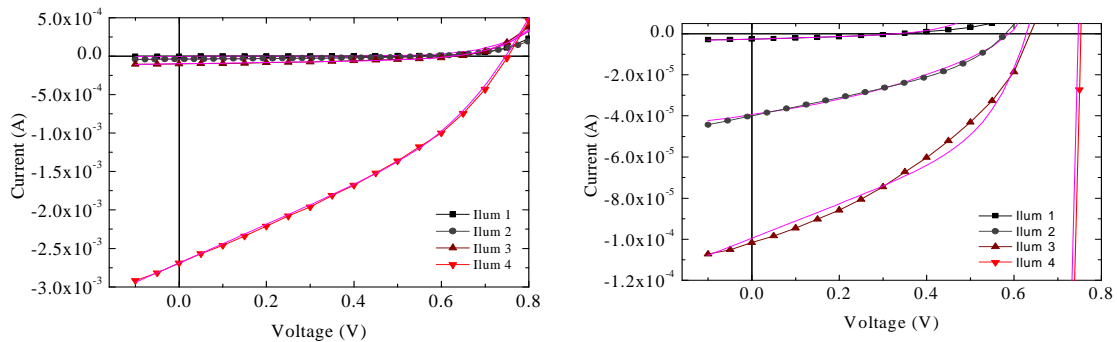 5.0x10⁻⁴
0.0
-5.0x10⁻⁴
-1.0x10⁻³
-1.5x10⁻³
-2.0x10⁻³
-2.5x10⁻³
-3.0x10⁻³
Current (A)
0.0 0.2 0.4 0.6 0.8
Voltage (V)
Ilum 1
Ilum 2
Ilum 3
Ilum 4
0.0
-2.0x10⁻⁵
-4.0x10⁻⁵
-6.0x10⁻⁵
-8.0x10⁻⁵
-1.0x10⁻⁴
-1.2x10⁻⁴
Current (A)
0.0 0.2 0.4 0.6 0.8
Voltage (V)
Ilum 1
Ilum 2
Ilum 3
Ilum 4